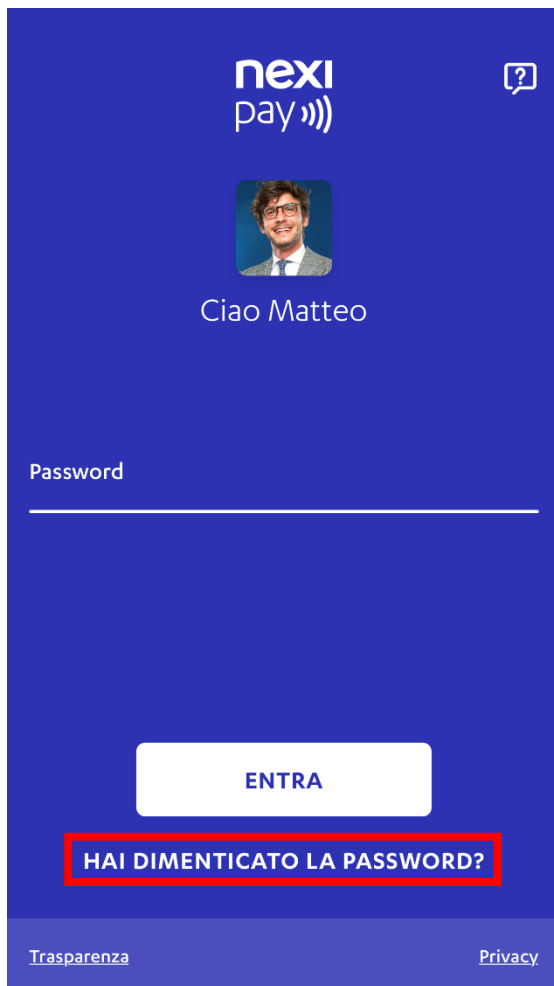 nexi
pay
Ciao Matteo
Password
ENTRA
HAI DIMENTICATO LA PASSWORD?
Trasparenza
Privacy